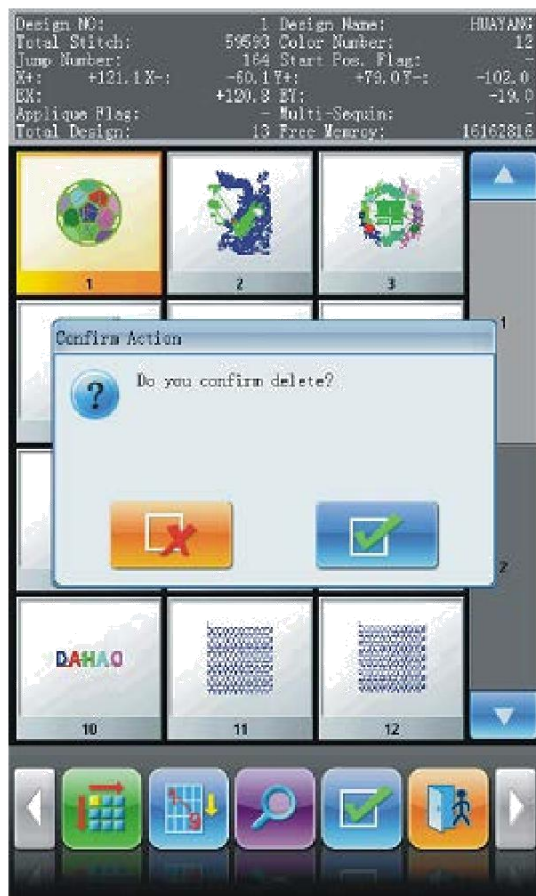 Design NO: 1 Design Name: HUAYANG
Total Stitch: 59593 Color Number: 12
Jump Number: 164 Start Pos. Flag: -
X+: +121.1 X-: -60.1 Y+: +79.0 Y-: -102.0
EX: +120.8 EY: -19.0
Applique Flag: - Multi-Sequin: -
Total Design: 13 Free Memroy: 16162816
1
2
3
1
Confirm Action
? Do you confirm delete?
2
DAHAO
10
11
12